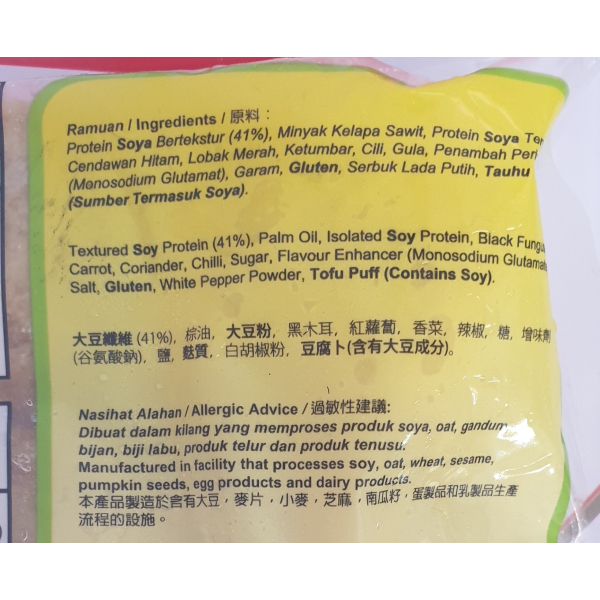 Ramuan / Ingredients / 原料：
Protein Soya Bertekstur (41%), Minyak Kelapa Sawit, Protein Soya
Cendawan Hitam, Lobak Merah, Ketumbar, Cili, Gula, Penambah
(Monosodium Glutamat), Garam, Gluten, Serbuk Lada Putih, Tauhu
(Sumber Termasuk Soya).
Textured Soy Protein (41%), Palm Oil, Isolated Soy Protein, Black
Carrot, Coriander, Chilli, Sugar, Flavour Enhancer (Monosodium
Salt, Gluten, White Pepper Powder, Tofu Puff (Contains Soy).
大豆纖維 (41%), 棕油, 大豆粉, 黑木耳, 紅蘿蔔, 香菜, 辣椒, 糖, 增味劑
(谷氨酸鈉), 鹽, 麩質, 白胡椒粉, 豆腐卜(含有大豆成分)。
Nasihat Alahan / Allergic Advice / 過敏性建議:
Dibuat dalam kilang yang memproses produk soya, oat, gandum,
bijan, biji labu, produk telur dan produk tenusu.
Manufactured in facility that processes soy, oat, wheat, sesame,
pumpkin seeds, egg products and dairy products.
本產品製造於含有大豆，麥片，小麥，芝麻，南瓜籽，蛋製品和乳製品生產
流程的設施。